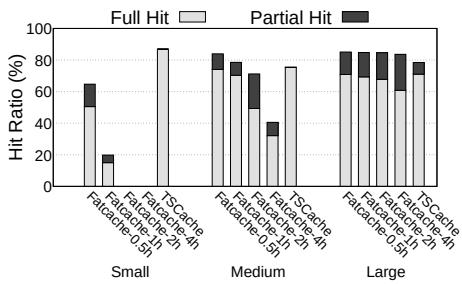 Full Hit Partial Hit
100
80
60
40
20
0
Hit Ratio (%)
Fatcache-0.5h
Fatcache-1h
Fatcache-2h
Fatcache-4h
TSCache
Fatcache-0.5h
Fatcache-1h
Fatcache-2h
Fatcache-4h
TSCache
Fatcache-0.5h
Fatcache-1h
Fatcache-2h
Fatcache-4h
TSCache
Small Medium Large